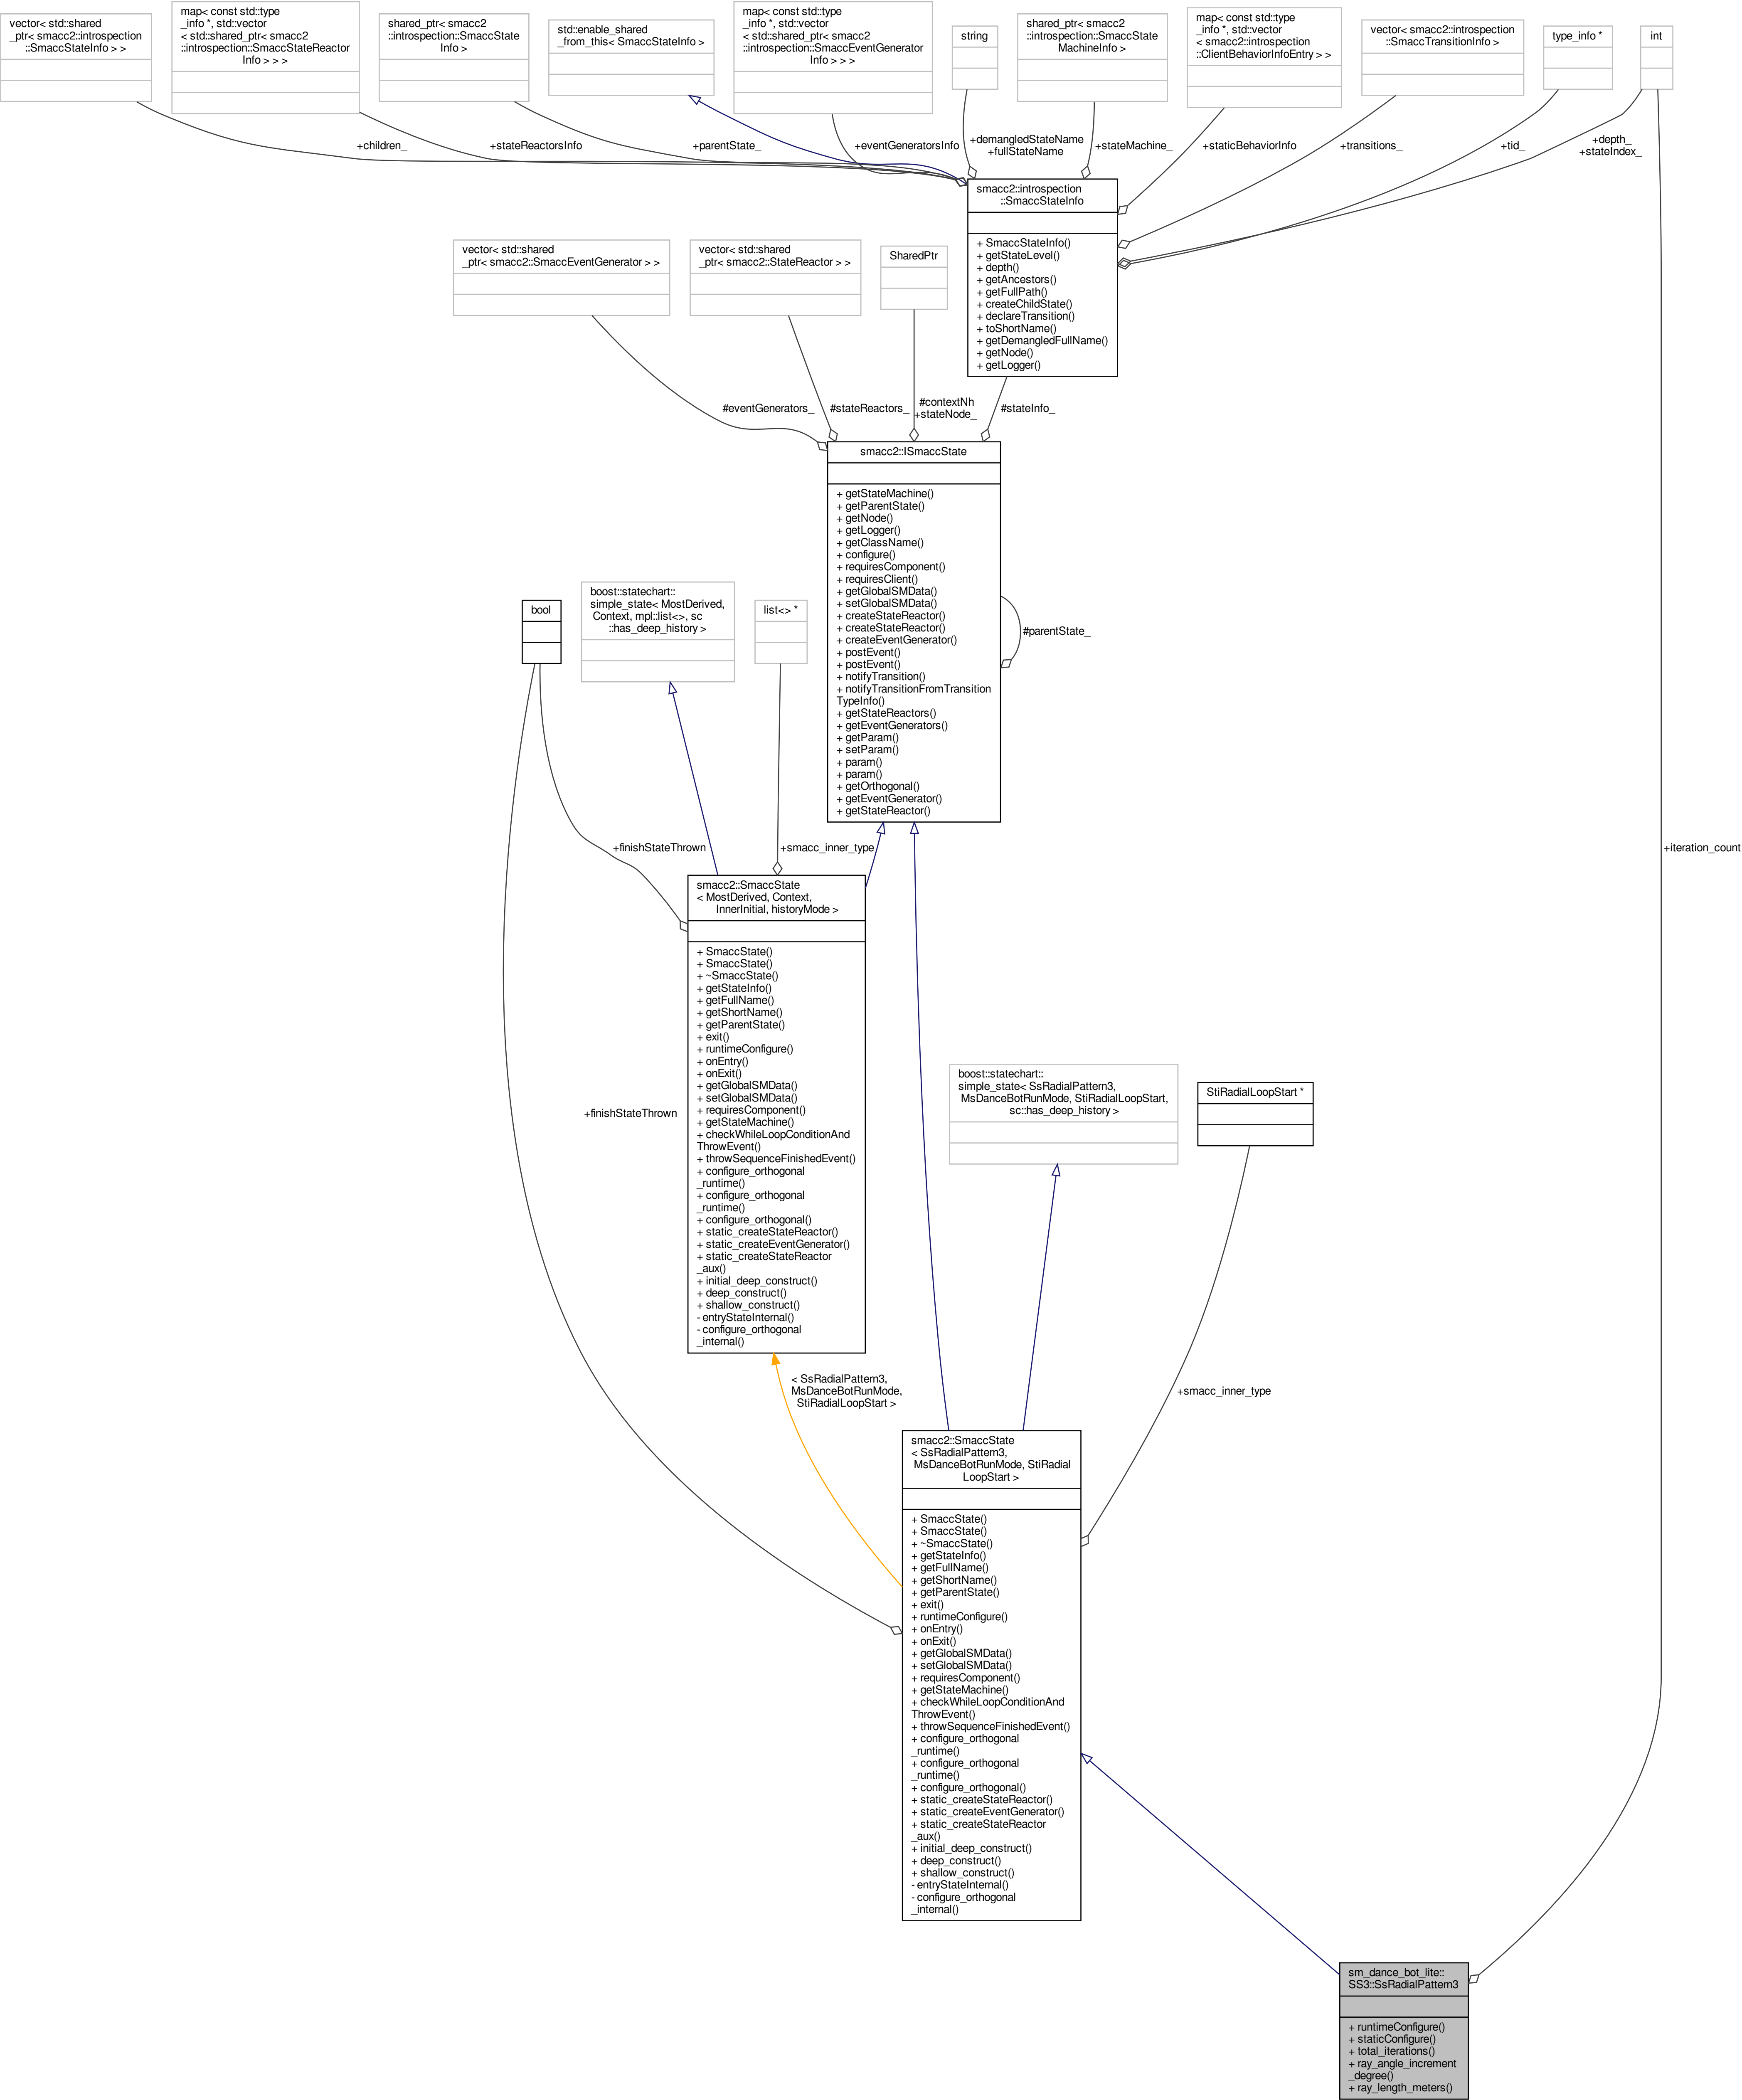 vector< std::shared
_ptr< smacc2::introspection
::SmaccStateInfo > >
map< const std::type
_info *, std::vector
< std::shared_ptr< smacc2
::introspection::SmaccStateReactor
Info > > >
shared_ptr< smacc2
::introspection::SmaccState
Info >
std::enable_shared
_from_this< SmaccStateInfo >
map< const std::type
_info *, std::vector
< std::shared_ptr< smacc2
::introspection::SmaccEventGenerator
Info > > >
string
shared_ptr< smacc2
::introspection::SmaccState
MachineInfo >
map< const std::type
_info *, std::vector
< smacc2::introspection
::ClientBehaviorInfoEntry > >
vector< smacc2::introspection
::SmaccTransitionInfo >
type_info *
int
+children_
+stateReactorsInfo
+parentState_
+eventGeneratorsInfo
+demangledStateName
+fullStateName
+stateMachine_
+staticBehaviorInfo
+transitions_
+tid_
+depth_
+stateIndex_
smacc2::introspection
::SmaccStateInfo
+ SmaccStateInfo()
+ getStateLevel()
+ depth()
+ getAncestors()
+ getFullPath()
+ createChildState()
+ declareTransition()
+ toShortName()
+ getDemangledFullName()
+ getNode()
+ getLogger()
vector< std::shared
_ptr< smacc2::SmaccEventGenerator > >
vector< std::shared
_ptr< smacc2::StateReactor > >
SharedPtr
#eventGenerators_
#stateReactors_
#contextNh
+stateNode_
#stateInfo_
smacc2::ISmaccState
+ getStateMachine()
+ getParentState()
+ getNode()
+ getLogger()
+ getClassName()
+ configure()
+ requiresComponent()
+ requiresClient()
+ getGlobalSMData()
+ setGlobalSMData()
+ createStateReactor()
+ createStateReactor()
+ createEventGenerator()
+ postEvent()
+ postEvent()
+ notifyTransition()
+ notifyTransitionFromTransition
TypeInfo()
+ getStateReactors()
+ getEventGenerators()
+ getParam()
+ setParam()
+ param()
+ param()
+ getOrthogonal()
+ getEventGenerator()
+ getStateReactor()
#parentState_
bool
boost::statechart::
simple_state< MostDerived,
Context, mpl::list<>, sc
::has_deep_history >
list<> *
+finishStateThrown
+smacc_inner_type
+iteration_count
smacc2::SmaccState
< MostDerived, Context,
InnerInitial, historyMode >
+ SmaccState()
+ SmaccState()
+ ~SmaccState()
+ getStateInfo()
+ getFullName()
+ getShortName()
+ getParentState()
+ exit()
+ runtimeConfigure()
+ onEntry()
+ onExit()
+ getGlobalSMData()
+ setGlobalSMData()
+ requiresComponent()
+ getStateMachine()
+ checkWhileLoopConditionAnd
ThrowEvent()
+ throwSequenceFinishedEvent()
+ configure_orthogonal
_runtime()
+ configure_orthogonal
_runtime()
+ configure_orthogonal()
+ static_createStateReactor()
+ static_createEventGenerator()
+ static_createStateReactor
_aux()
+ initial_deep_construct()
+ deep_construct()
+ shallow_construct()
- entryStateInternal()
- configure_orthogonal
_internal()
+finishStateThrown
boost::statechart::
simple_state< SsRadialPattern3,
MsDanceBotRunMode, StiRadialLoopStart,
sc::has_deep_history >
StiRadialLoopStart *
< SsRadialPattern3,
MsDanceBotRunMode,
StiRadialLoopStart >
+smacc_inner_type
smacc2::SmaccState
< SsRadialPattern3,
MsDanceBotRunMode, StiRadial
LoopStart >
+ SmaccState()
+ SmaccState()
+ ~SmaccState()
+ getStateInfo()
+ getFullName()
+ getShortName()
+ getParentState()
+ exit()
+ runtimeConfigure()
+ onEntry()
+ onExit()
+ getGlobalSMData()
+ setGlobalSMData()
+ requiresComponent()
+ getStateMachine()
+ checkWhileLoopConditionAnd
ThrowEvent()
+ throwSequenceFinishedEvent()
+ configure_orthogonal
_runtime()
+ configure_orthogonal
_runtime()
+ configure_orthogonal()
+ static_createStateReactor()
+ static_createEventGenerator()
+ static_createStateReactor
_aux()
+ initial_deep_construct()
+ deep_construct()
+ shallow_construct()
- entryStateInternal()
- configure_orthogonal
_internal()
sm_dance_bot_lite::
SS3::SsRadialPattern3
+ runtimeConfigure()
+ staticConfigure()
+ total_iterations()
+ ray_angle_increment
_degree()
+ ray_length_meters()